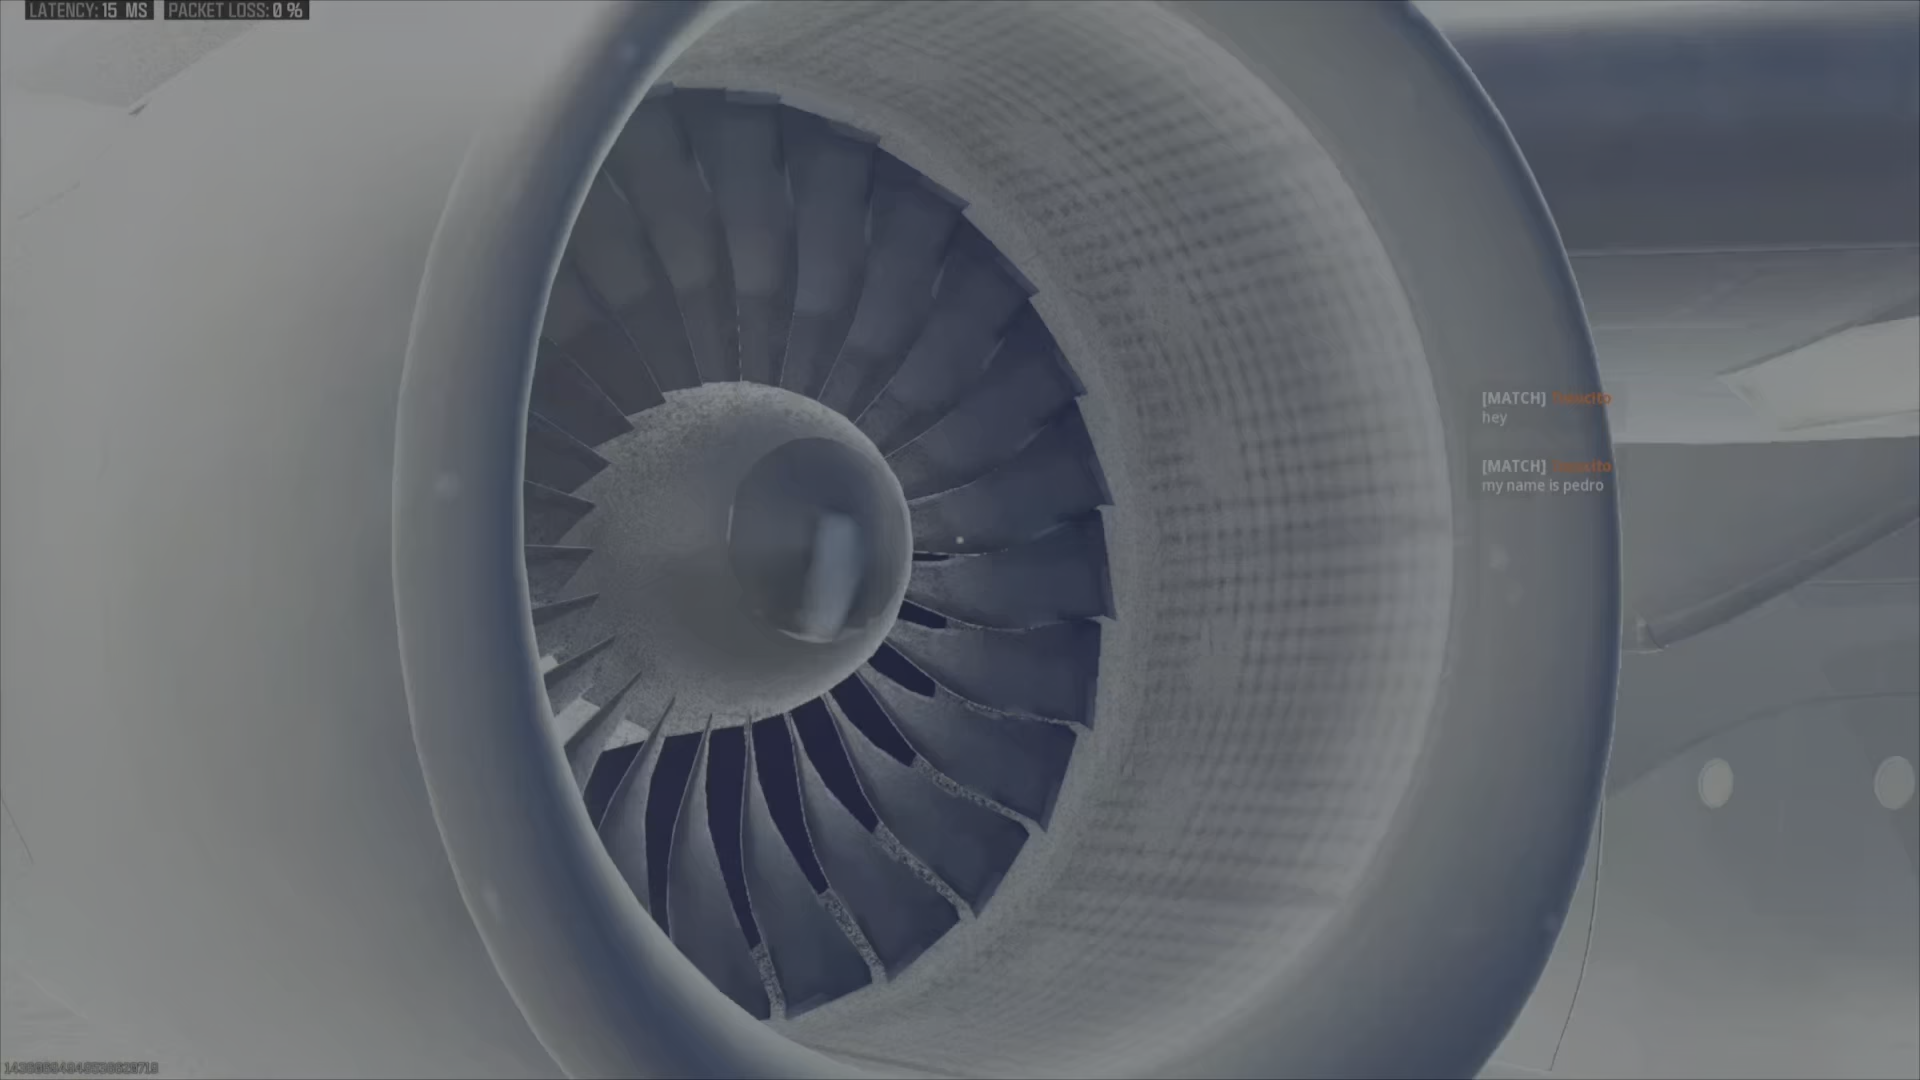 LATENCY: 15 MS PACKET LOSS: 0 %
[MATCH]
hey
[MATCH]
my name is pedro